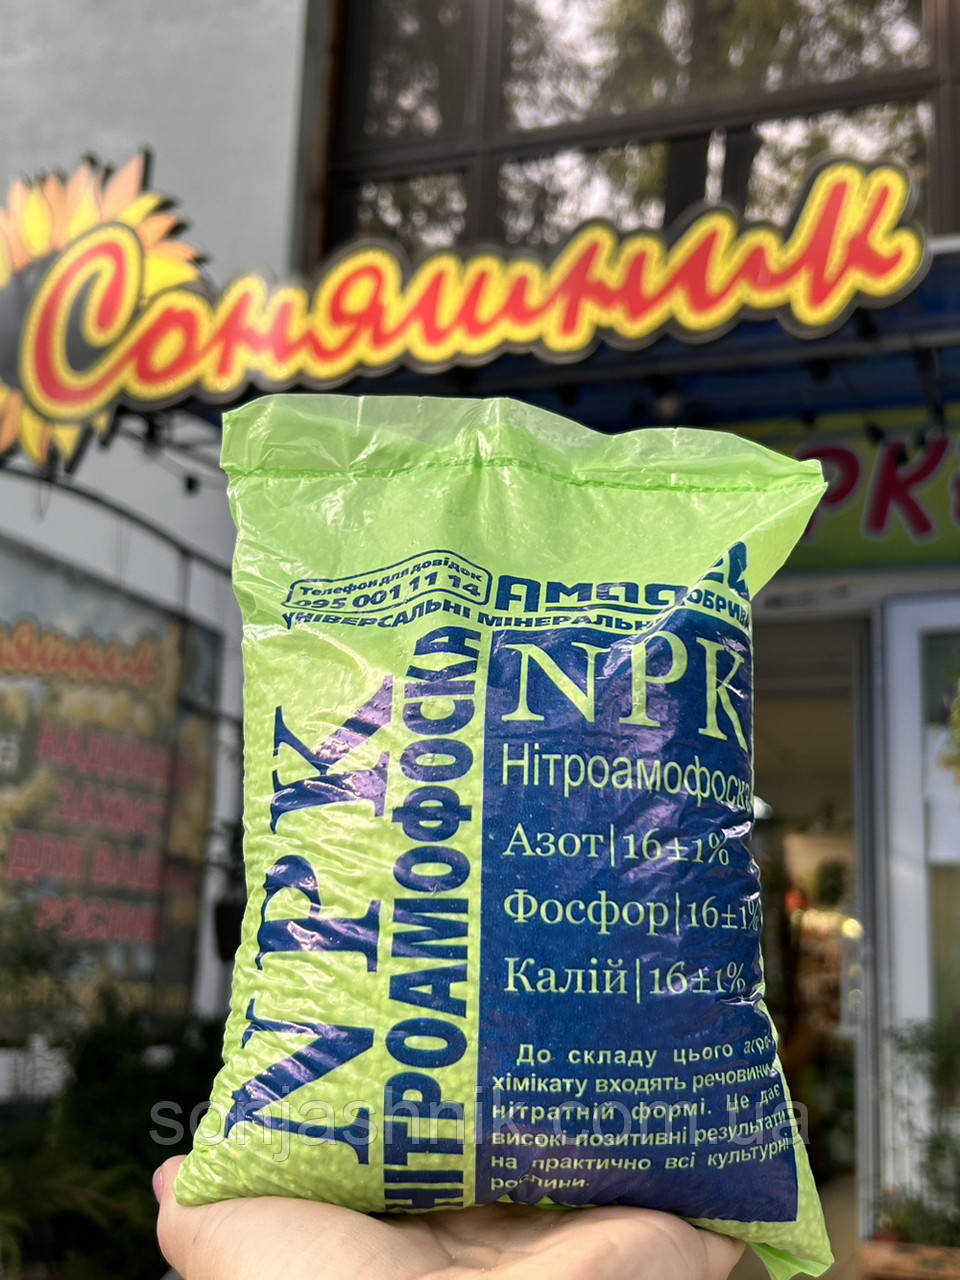 Соняшник
Телефон для довідок
095 001 11 14
УНІВЕРСАЛЬНІ МІНЕРАЛЬНІ
NPK
НІТРОАМОФОСКА
NPK
Нітроамофоска
Азот|16±1%
Фосфор|16±1%
Калій|16±1%
До складу цього агро-
хімікату входять речовини
нітратній формі. Це дає
високі позитивні результати
на практично всі культурні
рослини.
sonjashnik.com.ua